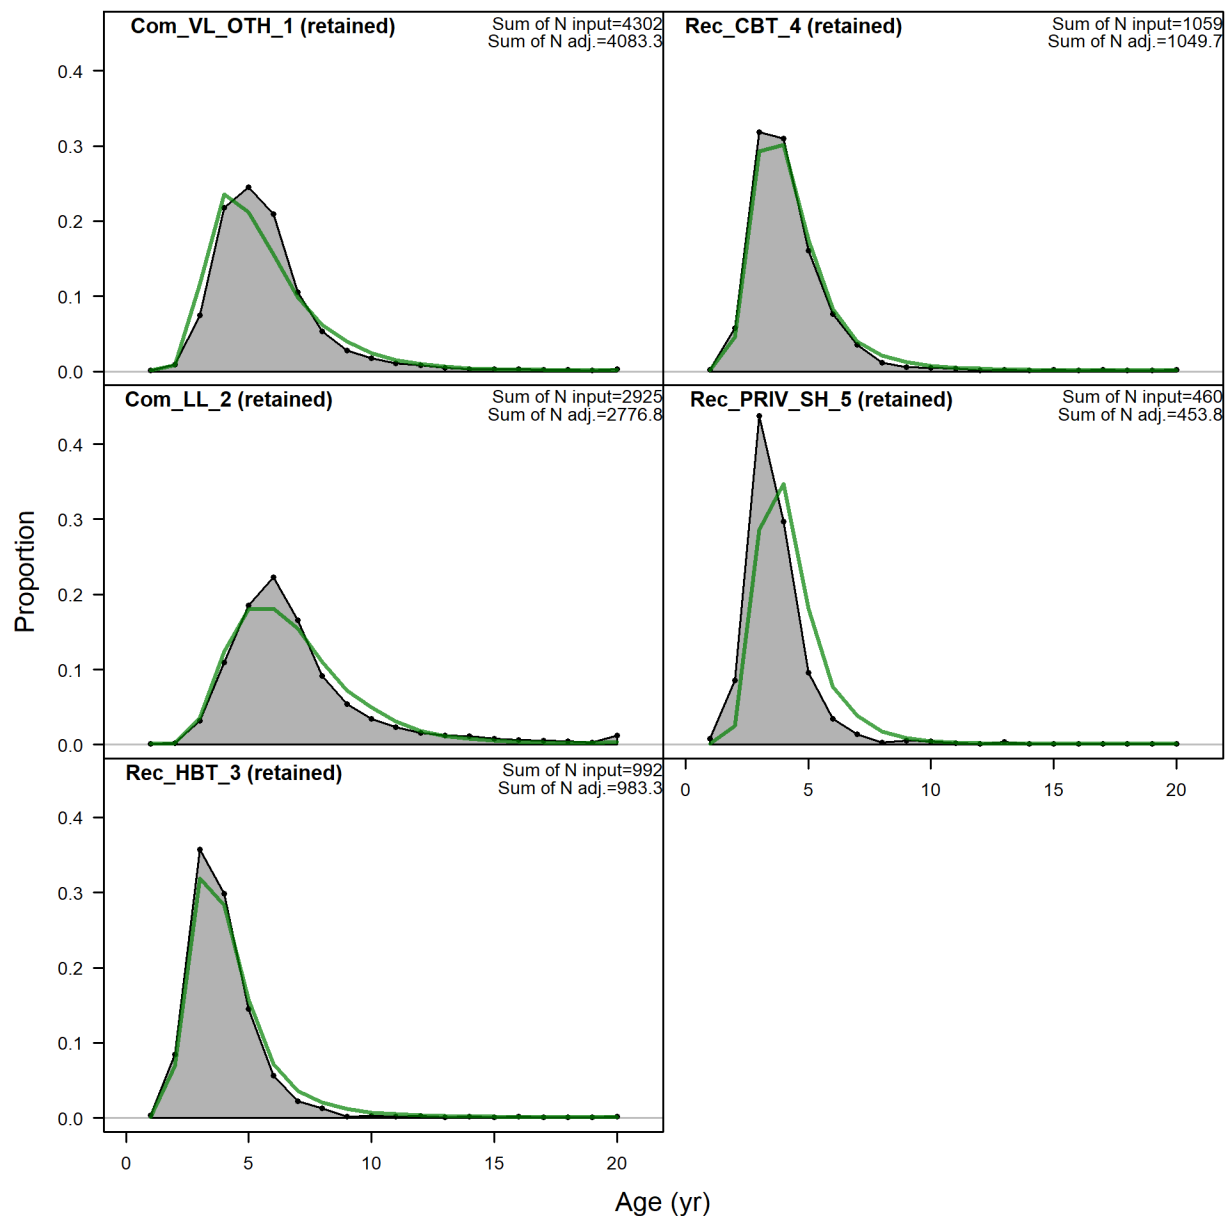 Com_VL_OTH_1 (retained)
Sum of N input=4302
Sum of N adj.=4083.3
0.4
0.3
0.2
0.1
0.0
Rec_CBT_4 (retained)
Sum of N input=1059
Sum of N adj.=1049.7
Com_LL_2 (retained)
Sum of N input=2925
Sum of N adj.=2776.8
0.4
0.3
0.2
0.1
0.0
Rec_PRIV_SH_5 (retained)
Sum of N input=460
Sum of N adj.=453.8
0 5 10 15 20
Rec_HBT_3 (retained)
Sum of N input=992
Sum of N adj.=983.3
0.4
0.3
0.2
0.1
0.0
0 5 10 15 20
Proportion
Age (yr)